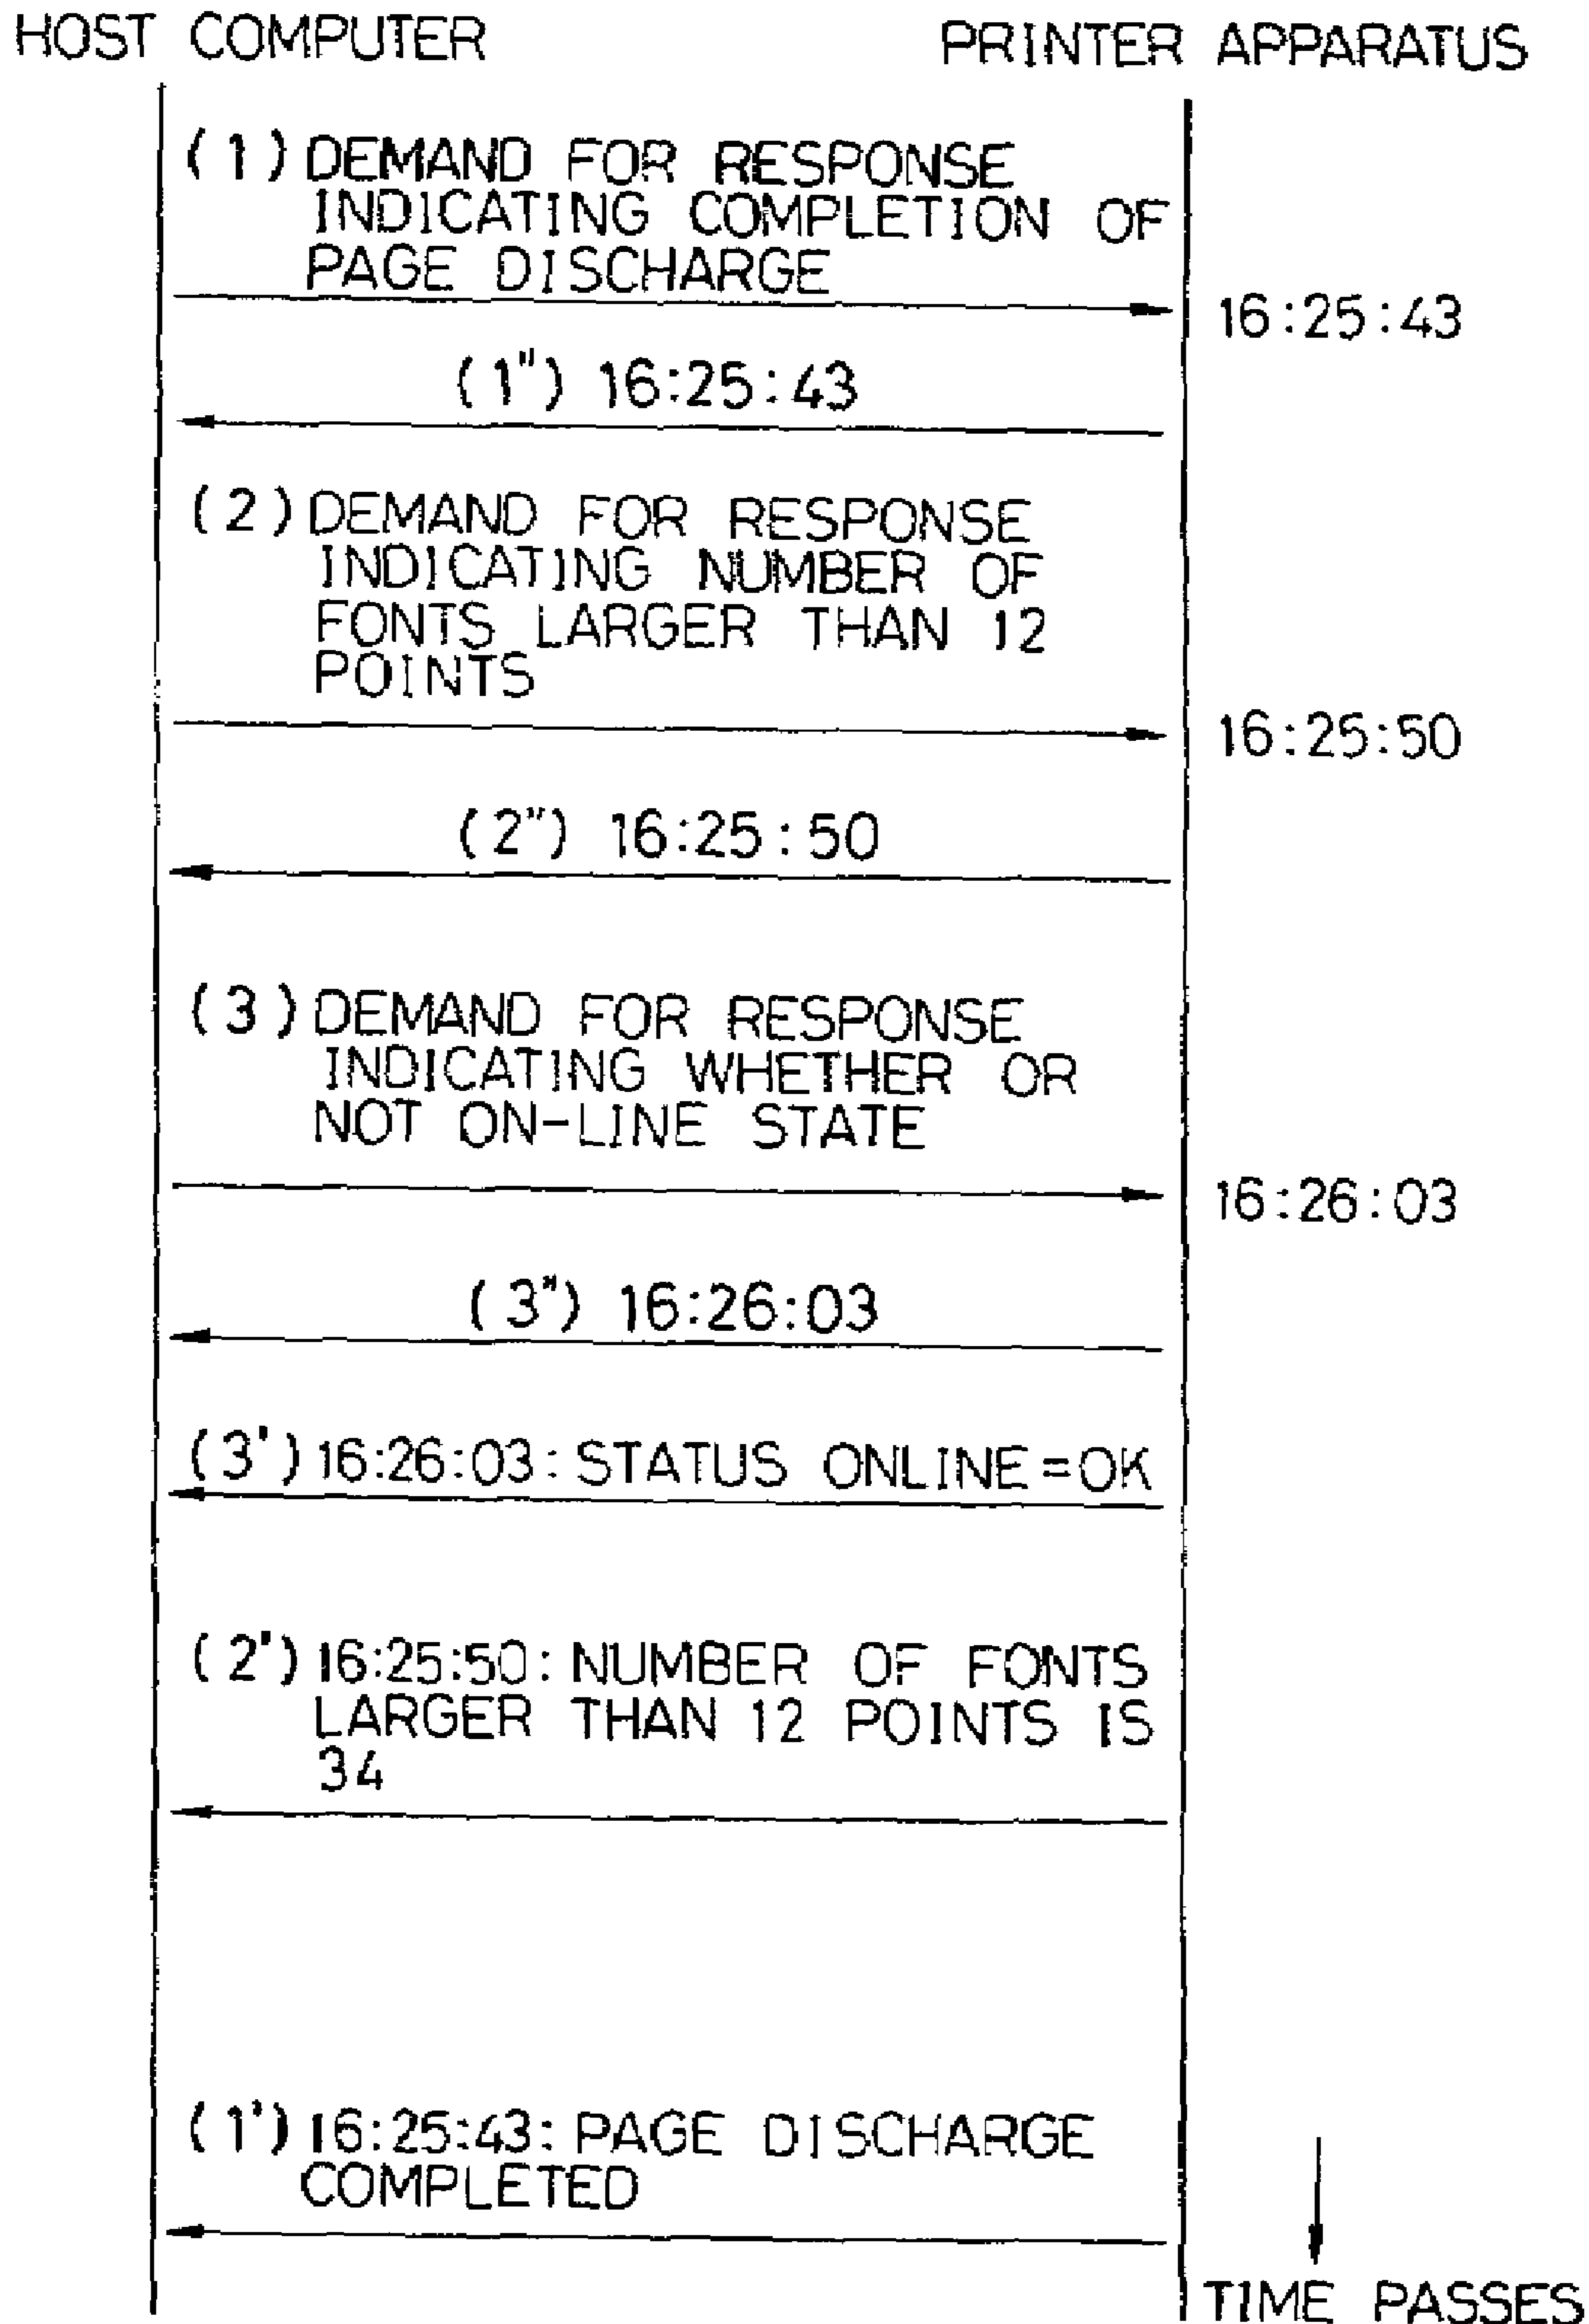 HOST COMPUTER
PRINTER APPARATUS
(1) DEMAND FOR RESPONSE
INDICATING COMPLETION OF
PAGE DISCHARGE
16:25:43
(1") 16:25:43
(2) DEMAND FOR RESPONSE
INDICATING NUMBER OF
FONTS LARGER THAN 12
POINTS
16:25:50
(2") 16:25:50
(3) DEMAND FOR RESPONSE
INDICATING WHETHER OR
NOT ON-LINE STATE
16:26:03
(3") 16:26:03
(3') 16:26:03: STATUS ONLINE=OK
(2') 16:25:50: NUMBER OF FONTS
LARGER THAN 12 POINTS IS
34
(1') 16:25:43: PAGE DISCHARGE
COMPLETED
TIME PASSES